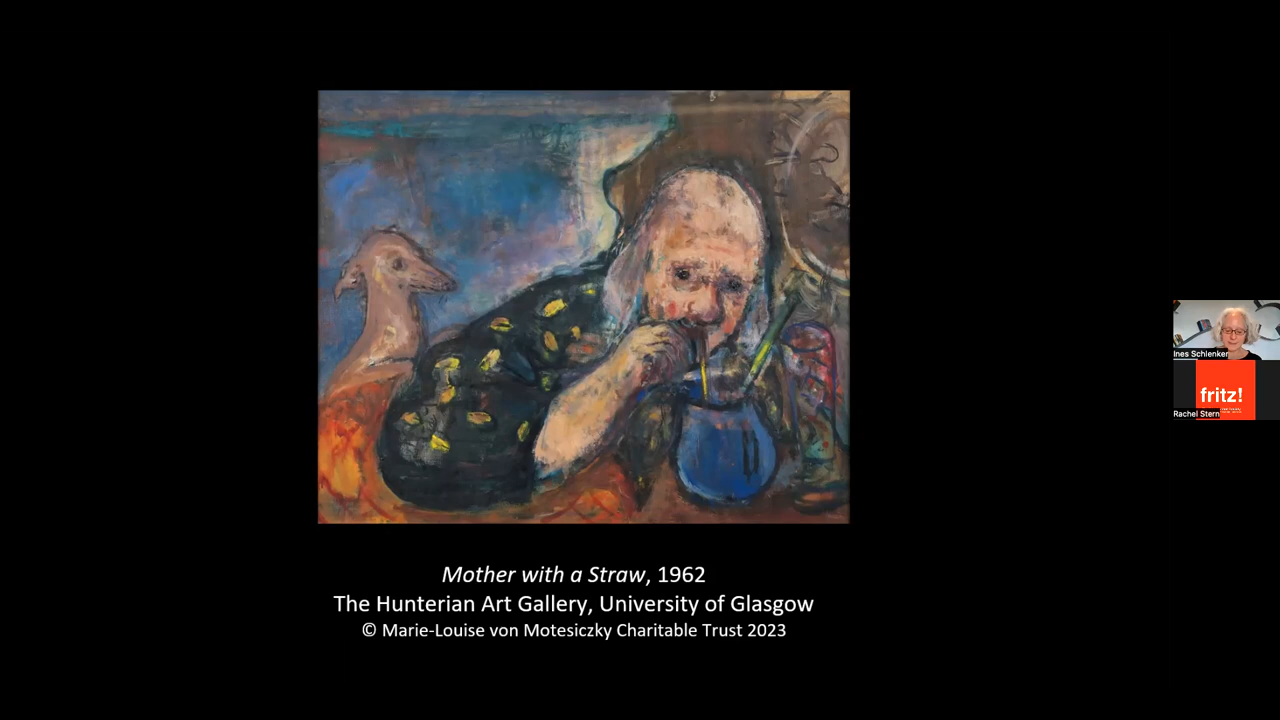 Mother with a Straw, 1962
The Hunterian Art Gallery, University of Glasgow
© Marie-Louise von Motesiczky Charitable Trust 2023
Ines Schlenker
fritz!
Rachel Stern